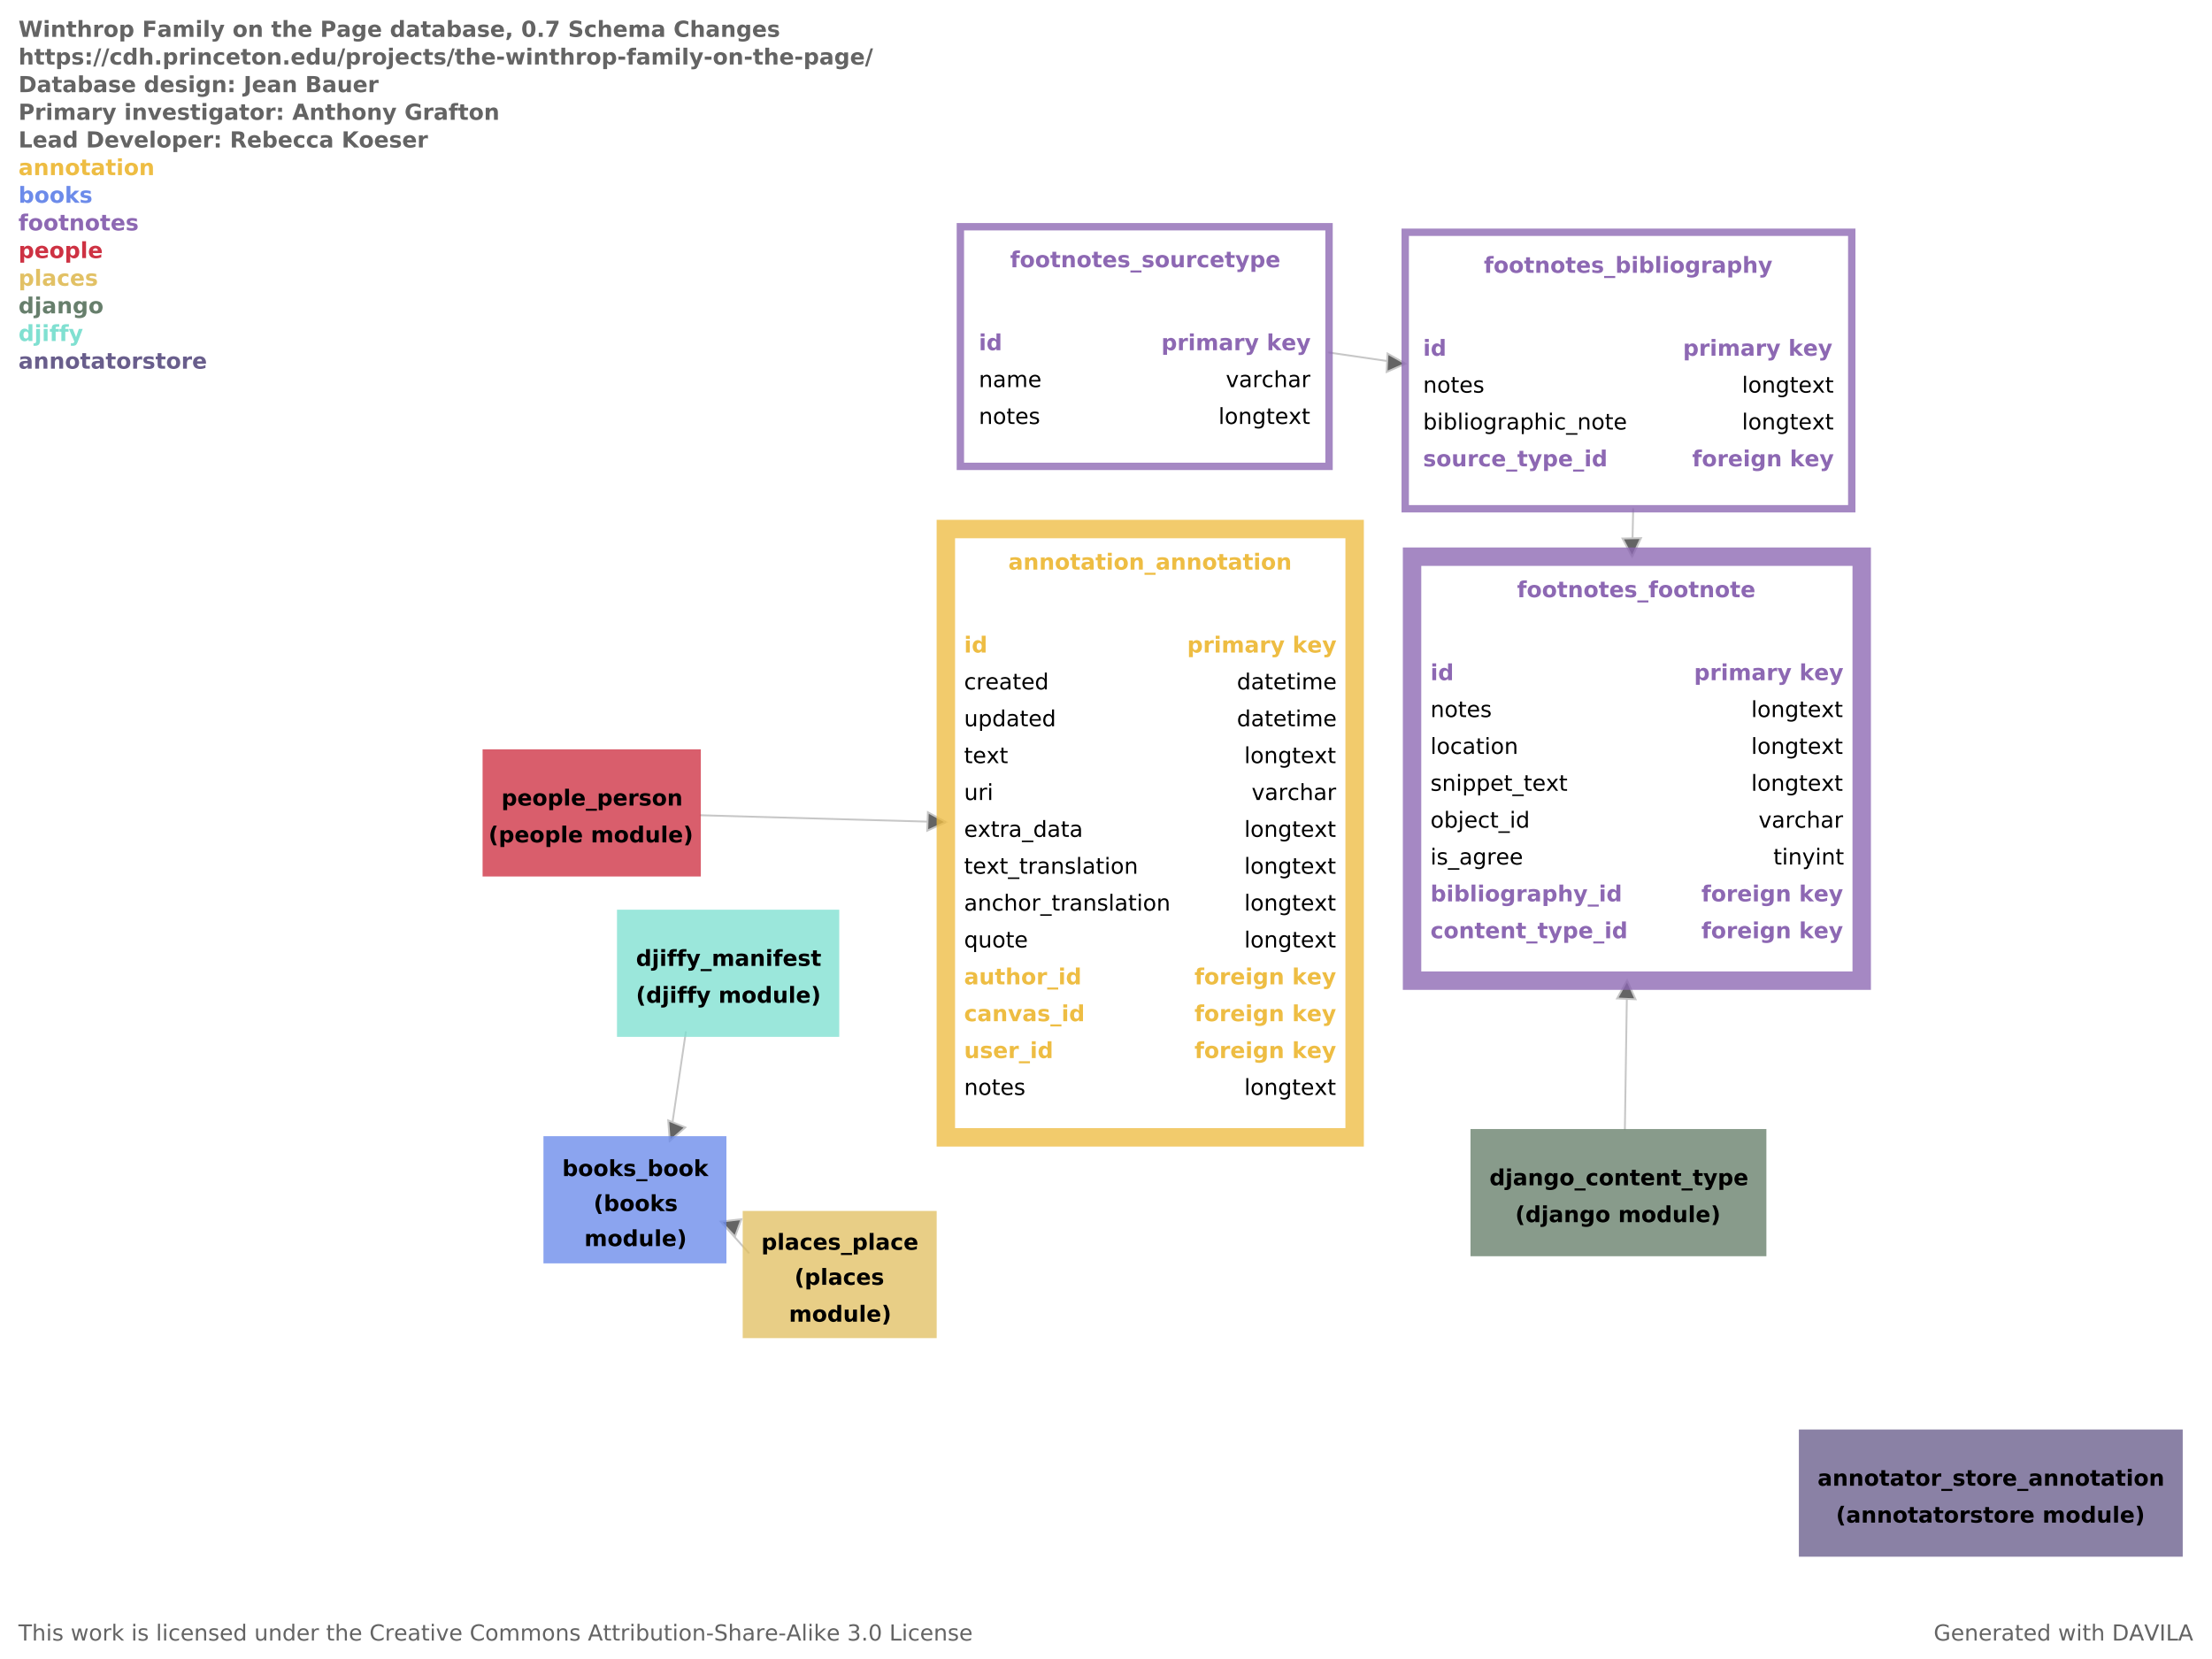 Winthrop Family on the Page database, 0.7 Schema Changes
https://cdh.princeton.edu/projects/the-winthrop-family-on-the-page/
Database design: Jean Bauer
Primary investigator: Anthony Grafton
Lead Developer: Rebecca Koeser
annotation
books
footnotes
people
places
django
djiffy
annotatorstore
footnotes_sourcetype
id primary key
name varchar
notes longtext
footnotes_bibliography
id primary key
notes longtext
bibliographic_note longtext
source_type_id foreign key
annotation_annotation
id primary key
created datetime
updated datetime
text longtext
uri varchar
extra_data longtext
text_translation longtext
anchor_translation longtext
quote longtext
author_id foreign key
canvas_id foreign key
user_id foreign key
notes longtext
footnotes_footnote
id primary key
notes longtext
location longtext
snippet_text longtext
object_id varchar
is_agree tinyint
bibliography_id foreign key
content_type_id foreign key
people_person
(people module)
djiffy_manifest
(djiffy module)
books_book
(books
module)
places_place
(places
module)
django_content_type
(django module)
annotator_store_annotation
(annotatorstore module)
This work is licensed under the Creative Commons Attribution-Share-Alike 3.0 License
Generated with DAVILA